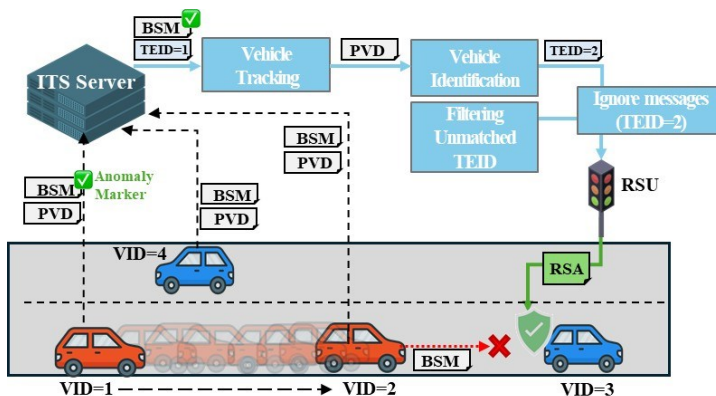 BSM
TEID=1
ITS Server
Vehicle
Tracking
PVD
Vehicle
Identification
TEID=2
Filtering
Unmatched
TEID
Ignore messages
(TEID=2)
BSM
PVD
Anomaly
Marker
BSM
PVD
BSM
PVD
RSU
VID=4
RSA
BSM
VID=1
VID=2
VID=3